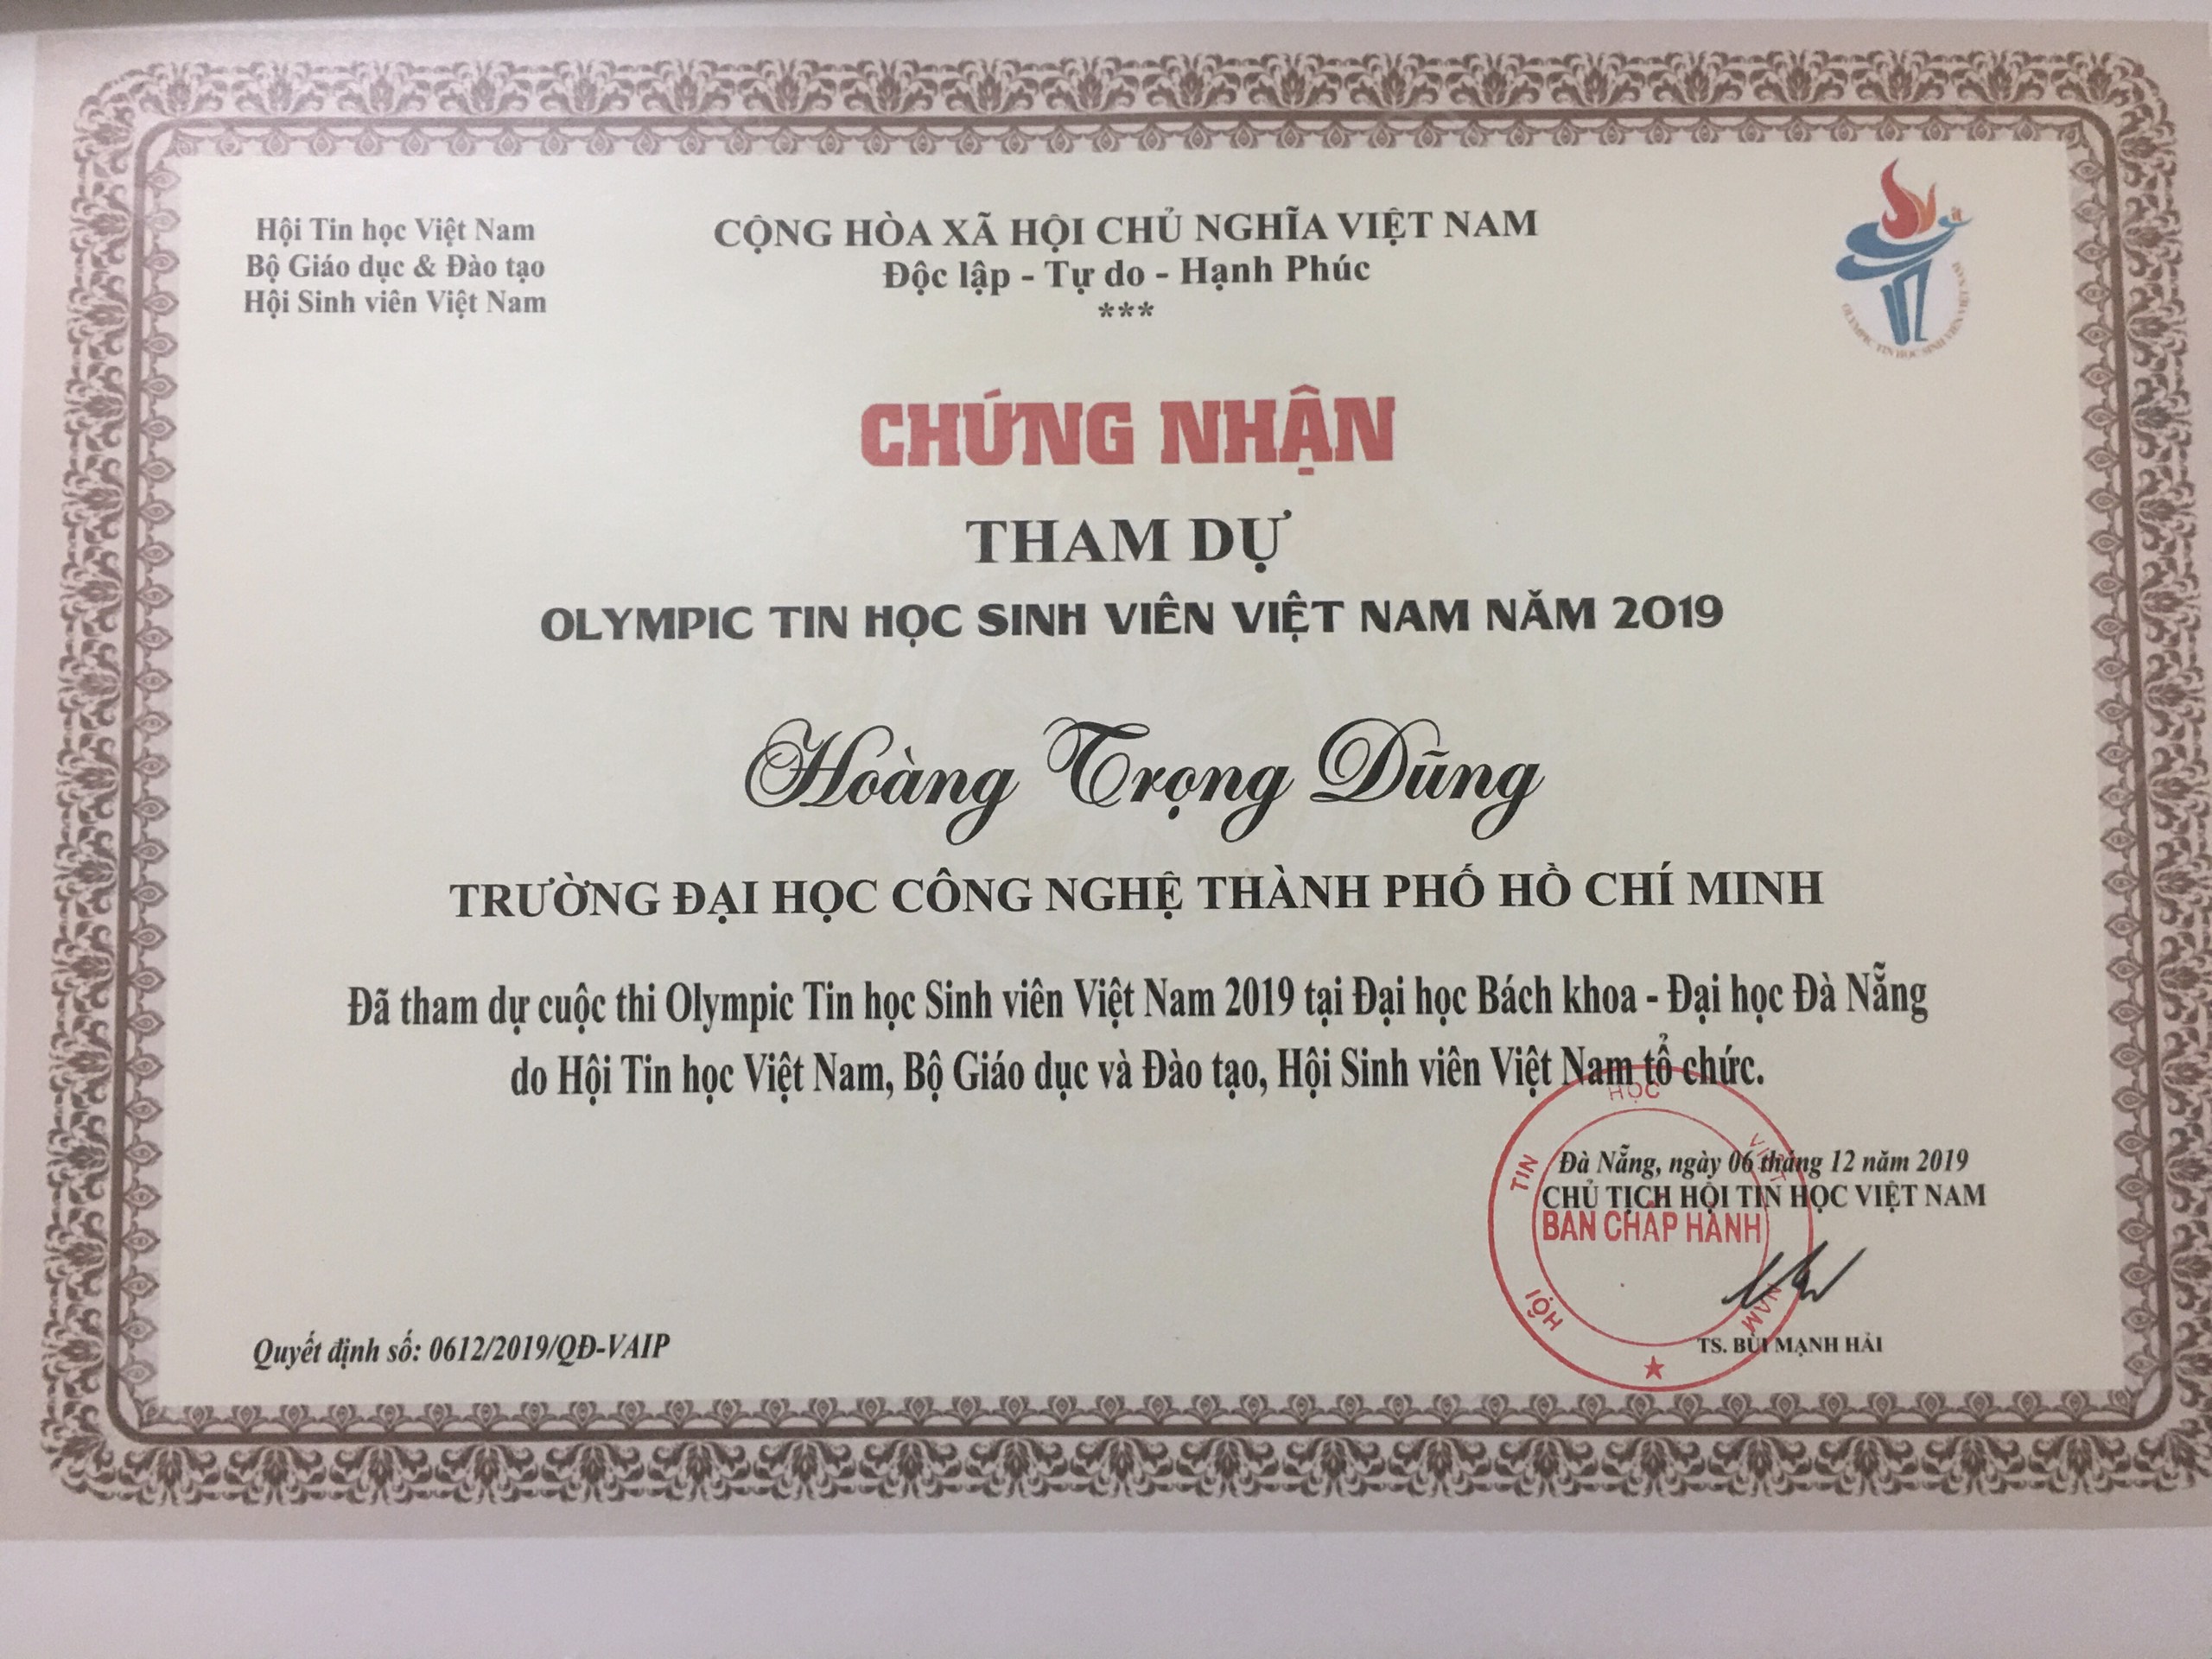 Hội Tin học Việt Nam
Bộ Giáo dục & Đào tạo
Hội Sinh viên Việt Nam
CỘNG HÒA XÃ HỘI CHỦ NGHĨA VIỆT NAM
Độc lập - Tự do - Hạnh Phúc
***
OLYMPIC TIN HỌC SINH VIÊN VIỆT NAM
CHỨNG NHẬN
THAM DỰ
OLYMPIC TIN HỌC SINH VIÊN VIỆT NAM NĂM 2019
Hoàng Trọng Dũng
TRƯỜNG ĐẠI HỌC CÔNG NGHỆ THÀNH PHỐ HỒ CHÍ MINH
Đã tham dự cuộc thi Olympic Tin học Sinh viên Việt Nam 2019 tại Đại học Bách khoa - Đại học Đà Nẵng
do Hội Tin học Việt Nam, Bộ Giáo dục và Đào tạo, Hội Sinh viên Việt Nam tổ chức.
Đà Nẵng, ngày 06 tháng 12 năm 2019
CHỦ TỊCH HỘI TIN HỌC VIỆT NAM
HỘI TIN HỌC VIỆT NAM
BAN CHẤP HÀNH
TS. BÙI MẠNH HẢI
Quyết định số: 0612/2019/QĐ-VAIP